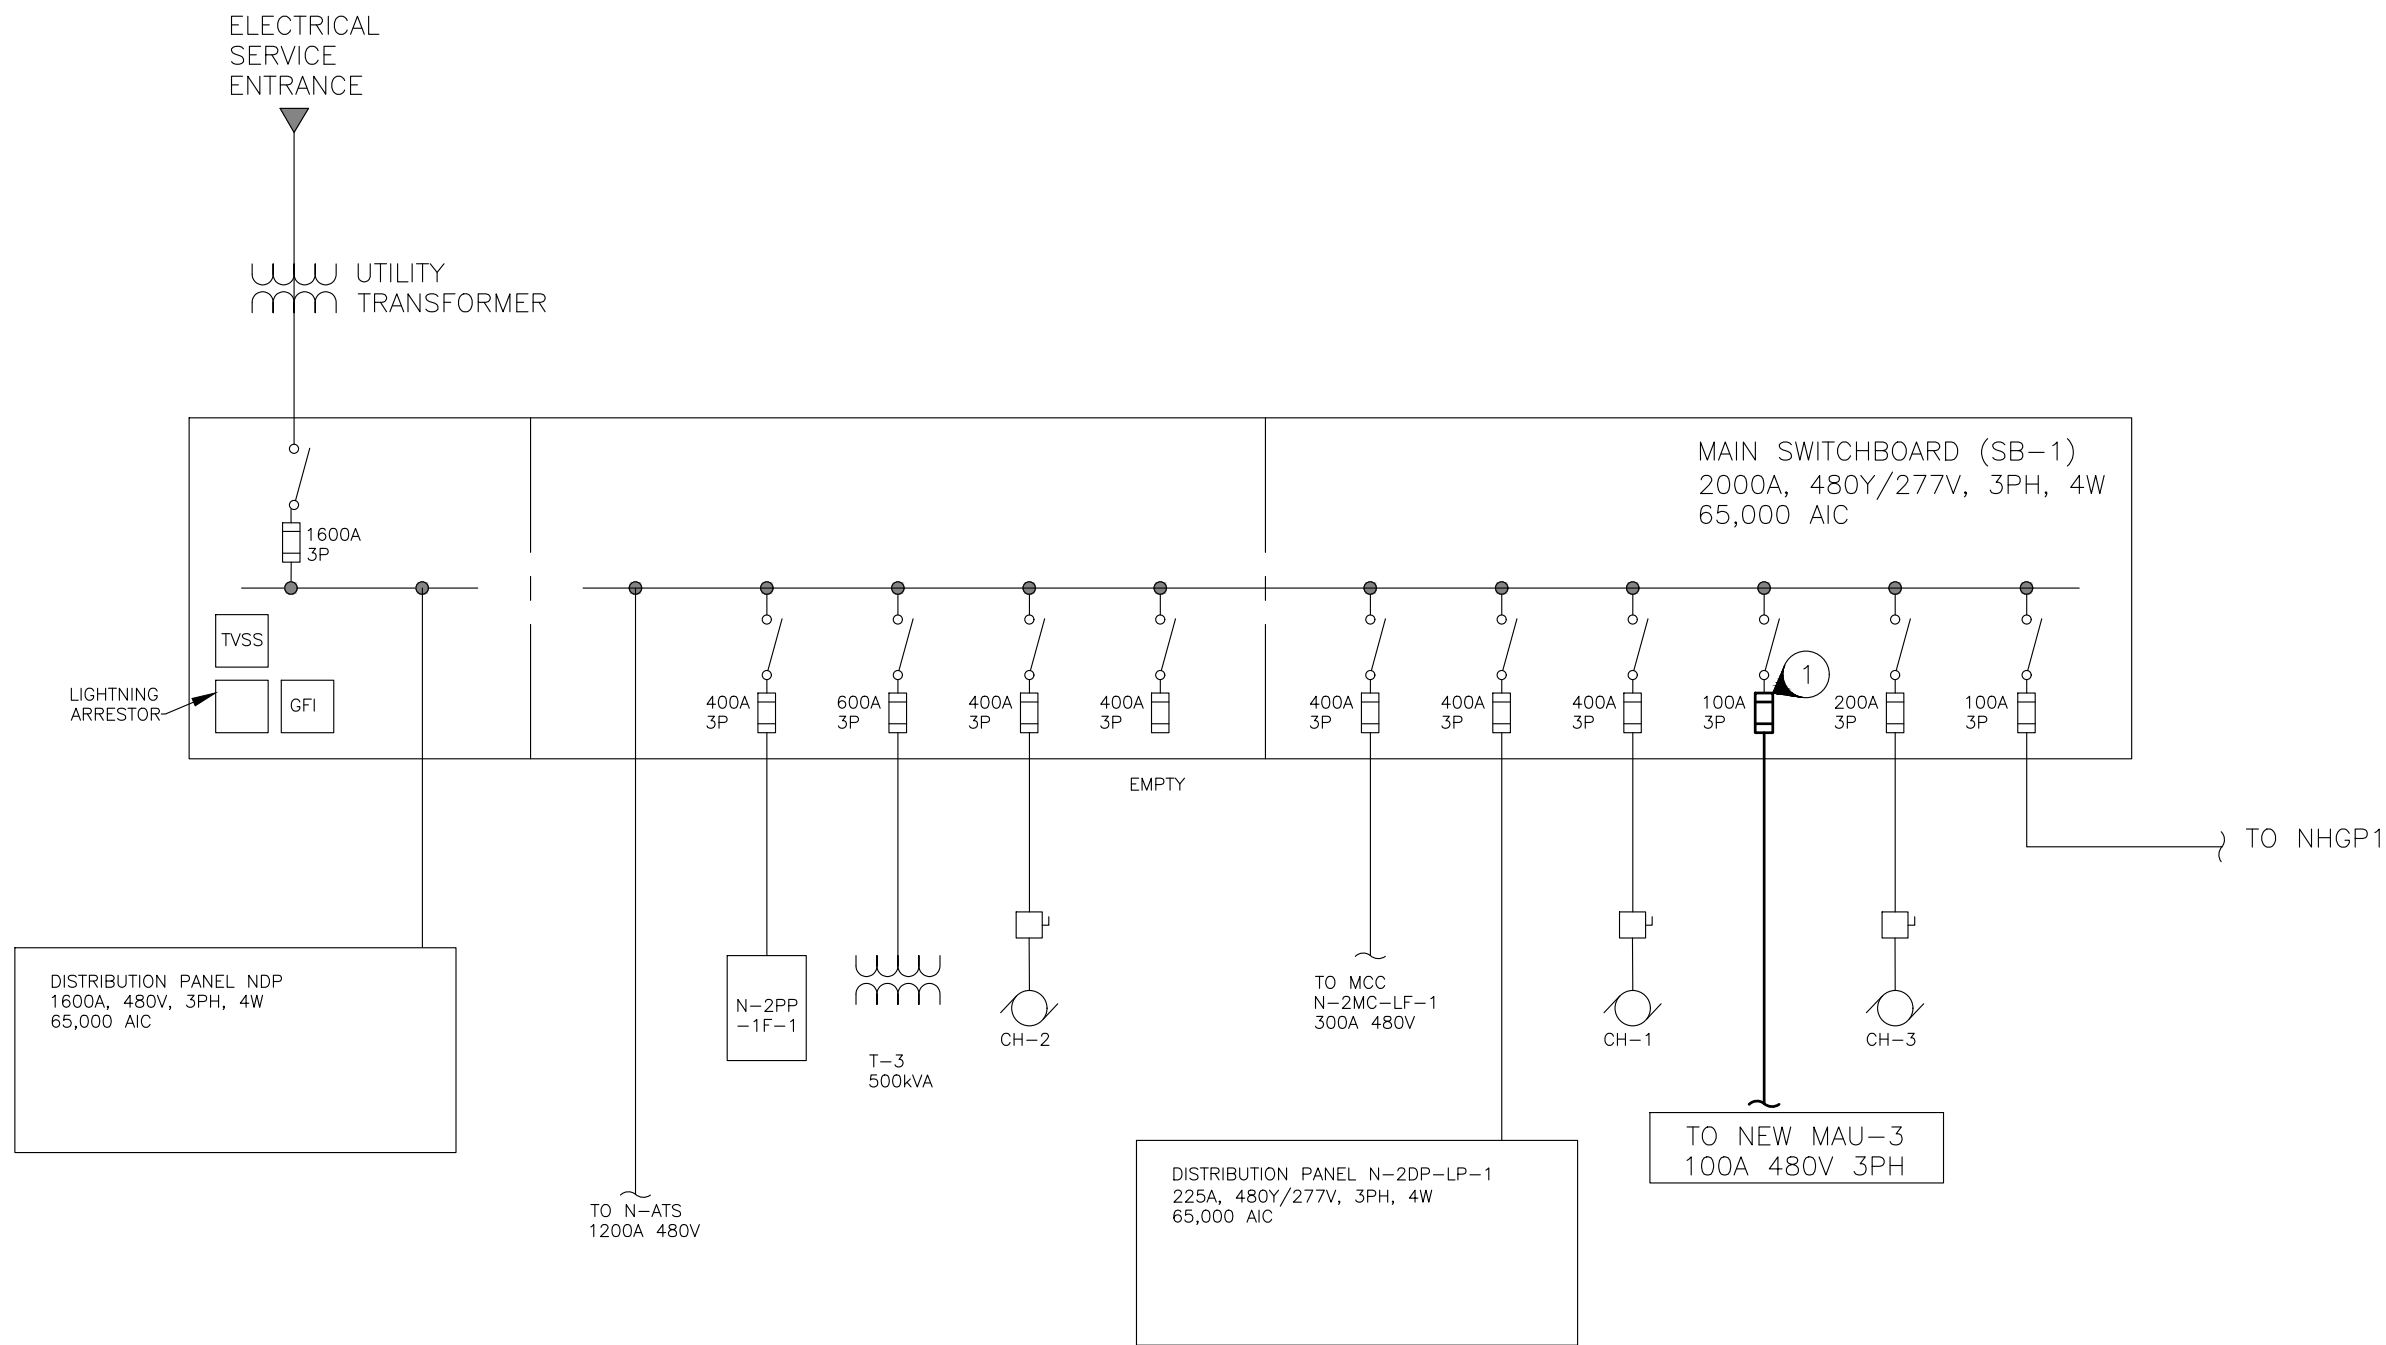 ELECTRICAL
SERVICE
ENTRANCE
UTILITY
TRANSFORMER
MAIN SWITCHBOARD (SB-1)
2000A, 480Y/277V, 3PH, 4W
65,000 AIC
1600A
3P
TVSS
LIGHTNING
ARRESTOR
GFI
400A
3P
600A
3P
400A
3P
400A
3P
400A
3P
400A
3P
400A
3P
100A
3P
1
200A
3P
100A
3P
EMPTY
TO NHGP1
DISTRIBUTION PANEL NDP
1600A, 480V, 3PH, 4W
65,000 AIC
N-2PP
-1F-1
T-3
500kVA
CH-2
TO MCC
N-2MC-LF-1
300A 480V
CH-1
CH-3
TO NEW MAU-3
100A 480V 3PH
TO N-ATS
1200A 480V
DISTRIBUTION PANEL N-2DP-LP-1
225A, 480Y/277V, 3PH, 4W
65,000 AIC